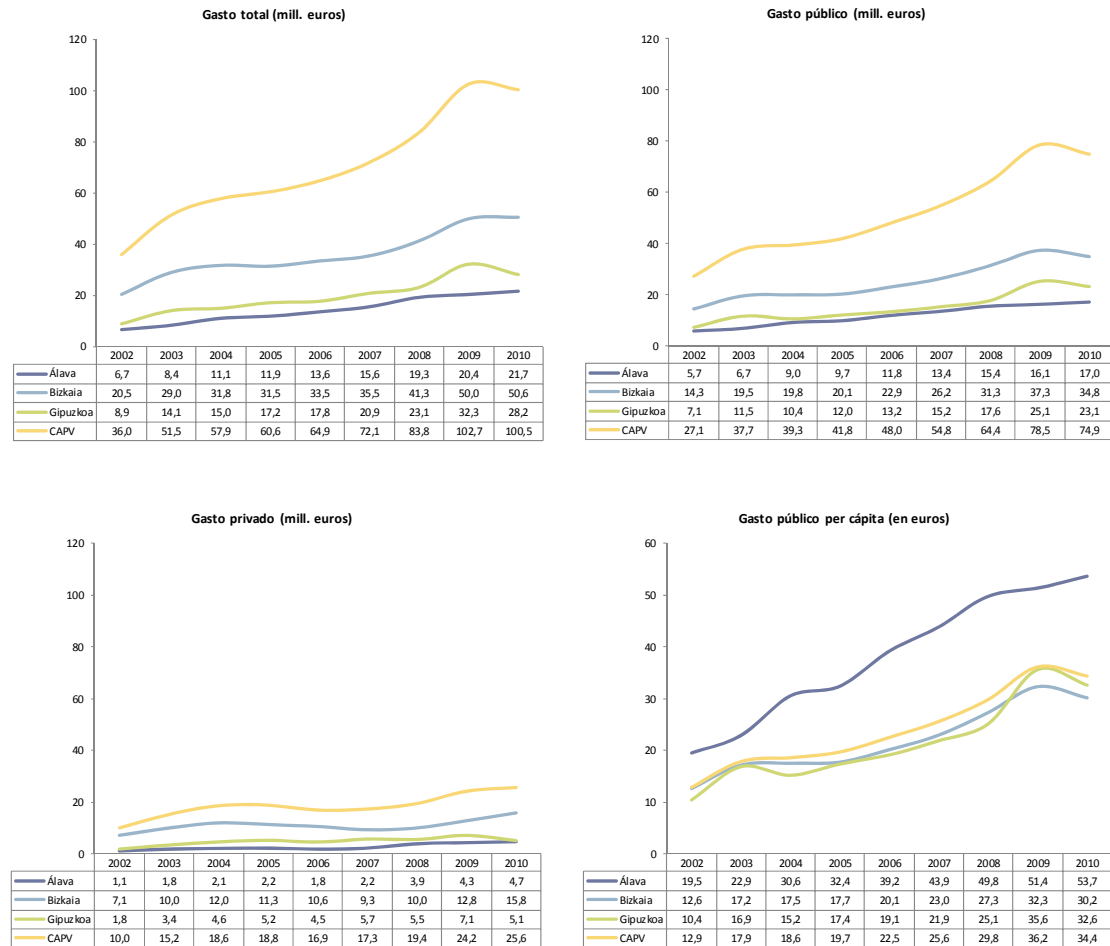 Gasto total (mill. euros)
120
100
80
60
40
20
0
2002 2003 2004 2005 2006 2007 2008 2009 2010
Álava 6,7 8,4 11,1 11,9 13,6 15,6 19,3 20,4 21,7
Bizkaia 20,5 29,0 31,8 31,5 33,5 35,5 41,3 50,0 50,6
Gipuzkoa 8,9 14,1 15,0 17,2 17,8 20,9 23,1 32,3 28,2
CAPV 36,0 51,5 57,9 60,6 64,9 72,1 83,8 102,7 100,5
Gasto público (mill. euros)
120
100
80
60
40
20
0
2002 2003 2004 2005 2006 2007 2008 2009 2010
Álava 5,7 6,7 9,0 9,7 11,8 13,4 15,4 16,1 17,0
Bizkaia 14,3 19,5 19,8 20,1 22,9 26,2 31,3 37,3 34,8
Gipuzkoa 7,1 11,5 10,4 12,0 13,2 15,2 17,6 25,1 23,1
CAPV 27,1 37,7 39,3 41,8 48,0 54,8 64,4 78,5 74,9
Gasto privado (mill. euros)
120
100
80
60
40
20
0
2002 2003 2004 2005 2006 2007 2008 2009 2010
Álava 1,1 1,8 2,1 2,2 1,8 2,2 3,9 4,3 4,7
Bizkaia 7,1 10,0 12,0 11,3 10,6 9,3 10,0 12,8 15,8
Gipuzkoa 1,8 3,4 4,6 5,2 4,5 5,7 5,5 7,1 5,1
CAPV 10,0 15,2 18,6 18,8 16,9 17,3 19,4 24,2 25,6
Gasto público per cápita (en euros)
60
50
40
30
20
10
0
2002 2003 2004 2005 2006 2007 2008 2009 2010
Álava 19,5 22,9 30,6 32,4 39,2 43,9 49,8 51,4 53,7
Bizkaia 12,6 17,2 17,5 17,7 20,1 23,0 27,3 32,3 30,2
Gipuzkoa 10,4 16,9 15,2 17,4 19,1 21,9 25,1 35,6 32,6
CAPV 12,9 17,9 18,6 19,7 22,5 25,6 29,8 36,2 34,4